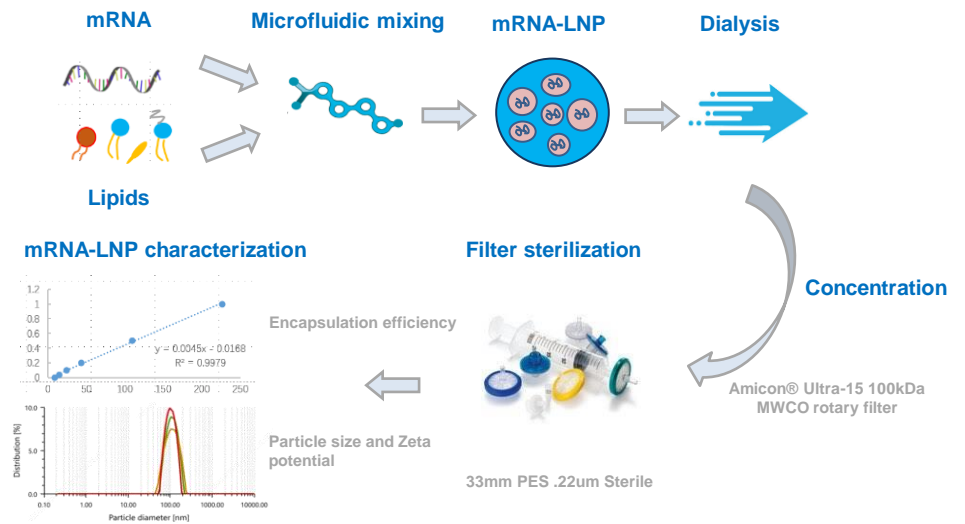 mRNA
Microfluidic mixing
mRNA-LNP
Dialysis
Lipids
mRNA-LNP characterization
Filter sterilization
Concentration
1.2
1
0.8
0.6
0.4
0.2
0
y = 0.0045x - 0.0168
R² = 0.9979
0
50
100
150
200
250
Encapsulation efficiency
Amicon® Ultra-15 100kDa
MWCO rotary filter
10.0
5.0
0.0
Distribution [%]
0.10
1.00
10.00
100.00
1000.00
10000.00
Particle diameter [nm]
Particle size and Zeta
potential
33mm PES .22um Sterile